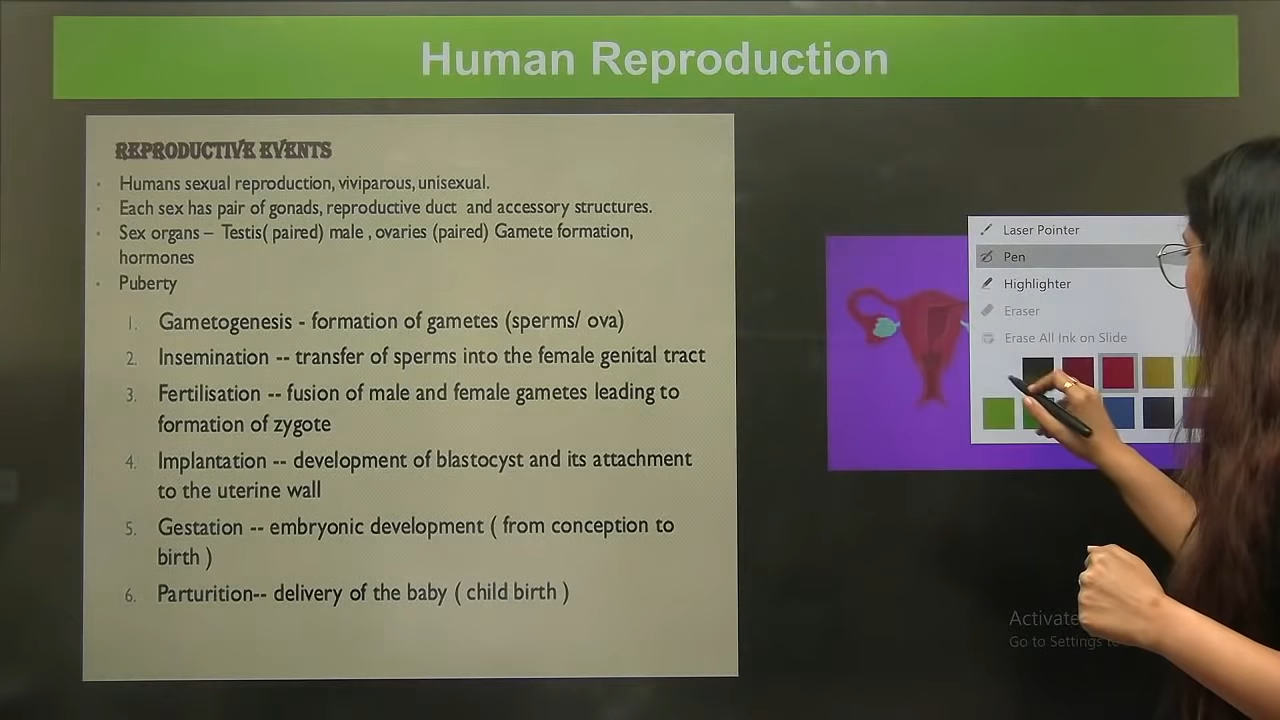 Human Reproduction
REPRODUCTIVE EVENTS
• Humans sexual reproduction, viviparous, unisexual.
• Each sex has pair of gonads, reproductive duct and accessory structures.
• Sex organs – Testis( paired) male , ovaries (paired) Gamete formation,
hormones
• Puberty
1. Gametogenesis - formation of gametes (sperms/ ova)
2. Insemination -- transfer of sperms into the female genital tract
3. Fertilisation -- fusion of male and female gametes leading to
formation of zygote
4. Implantation -- development of blastocyst and its attachment
to the uterine wall
5. Gestation -- embryonic development ( from conception to
birth )
6. Parturition-- delivery of the baby ( child birth )
Laser Pointer
Pen
Highlighter
Eraser
Erase All Ink on Slide
Activate
Go to Settings to